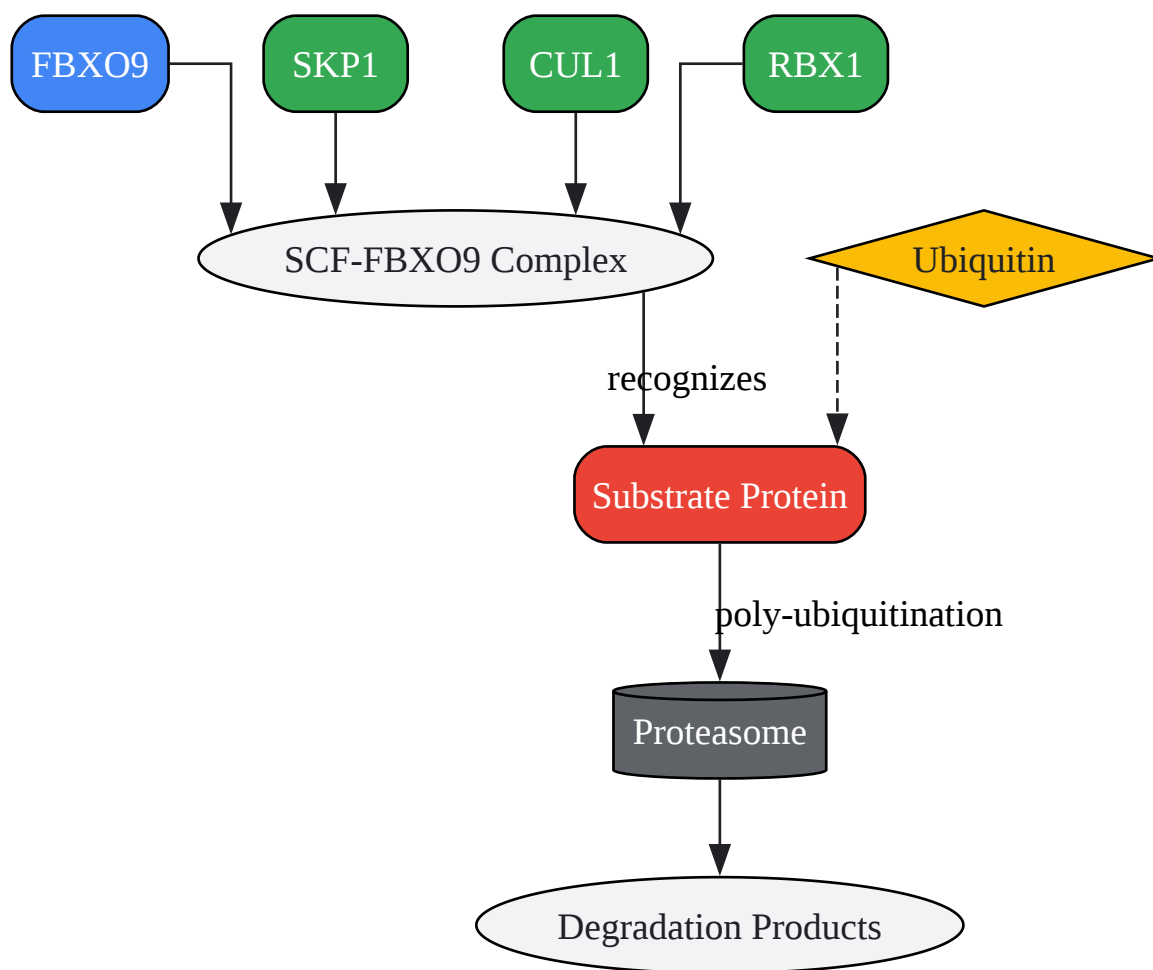 FBXO9
SKP1
CUL1
RBX1
SCF-FBXO9 Complex
Ubiquitin
recognizes
Substrate Protein
poly-ubiquitination
Proteasome
Degradation Products